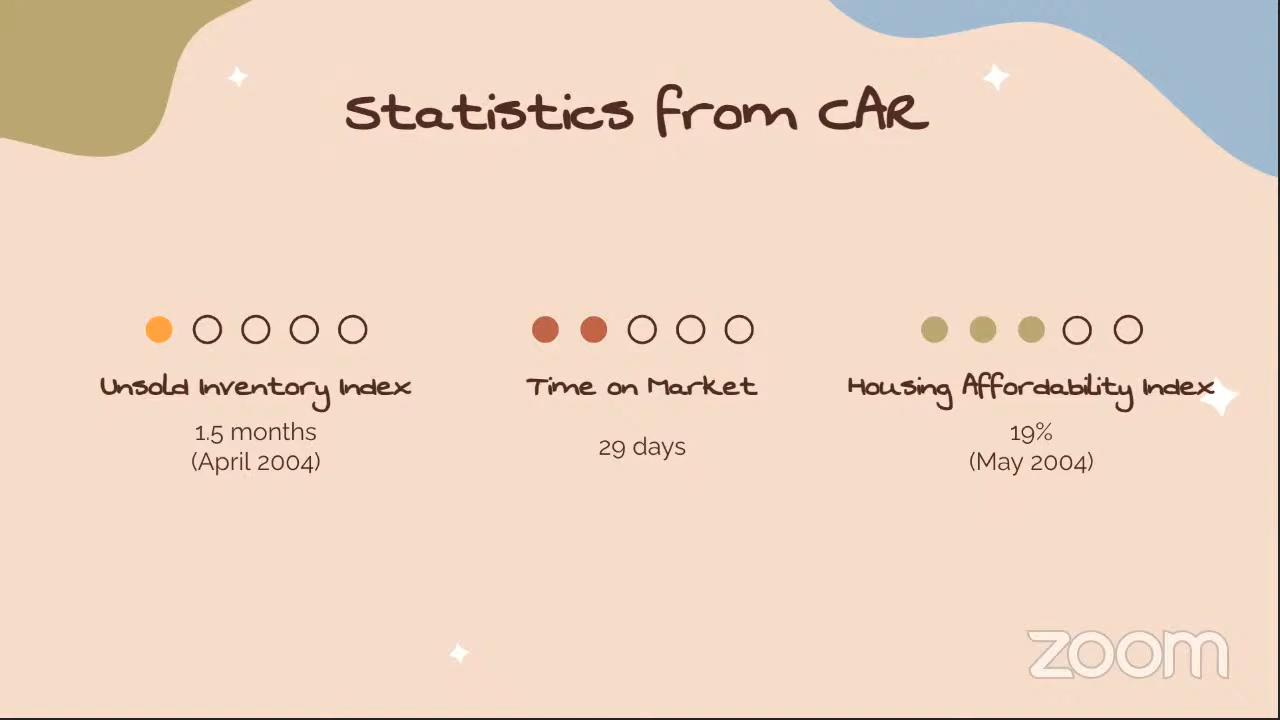 Statistics from CAR
Unsold Inventory Index
1.5 months
(April 2004)
Time on Market
29 days
Housing Affordability Index
19%
(May 2004)
zoom